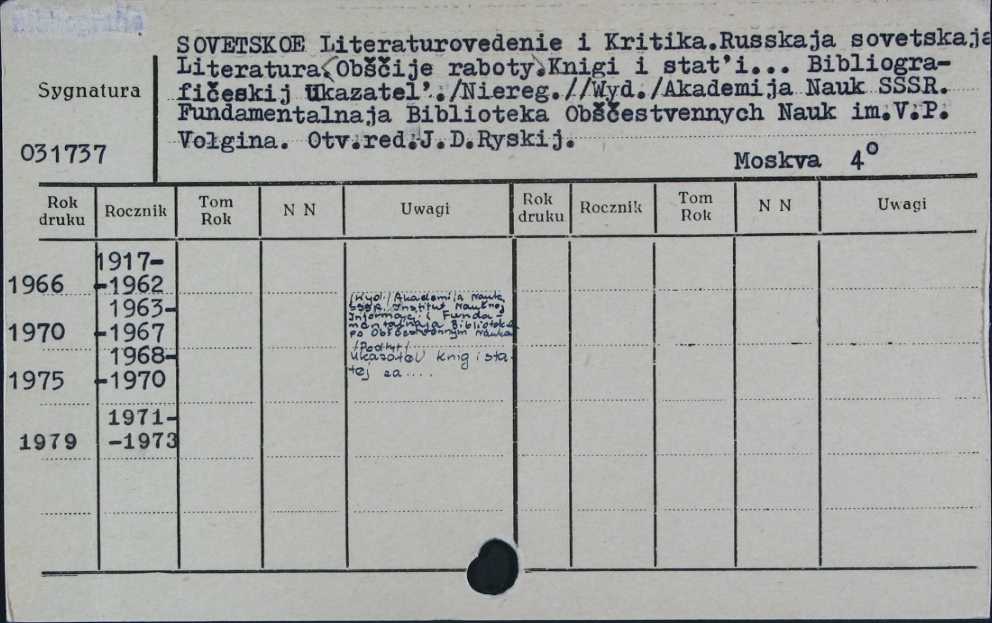 Bibliografia
SOVETSKOE Literaturovedenie i Kritika.Russkaja sovetskaja
Literatura.(Obščije raboty).Knigi i stat'i... Bibliogra-
Sygnatura
fičeskij Ukazatel'./Niereg.//Wyd./Akademija Nauk SSSR.
Fundamentalnaja Biblioteka Obščestvennych Nauk im.V.P.
031737
Volgina. Otv.red.J.D.Ryskij.
Moskva 4°
Rok druku Rocznik Tom Rok N N Uwagi Rok druku Rocznik Tom Rok N N Uwagi
1917-
1966 -1962
1963-
1970 -1967
1968-
1975 -1970
1971-
1979 -1973
/Wyd./Akademija Nauk
SSSR. Institut Naučnoj
Informacii i Funda-
mentalnaja Biblioteka
po Obščestvennym Naukam
/Podtyt/
Ukazatel' knig i sta-
tej za....